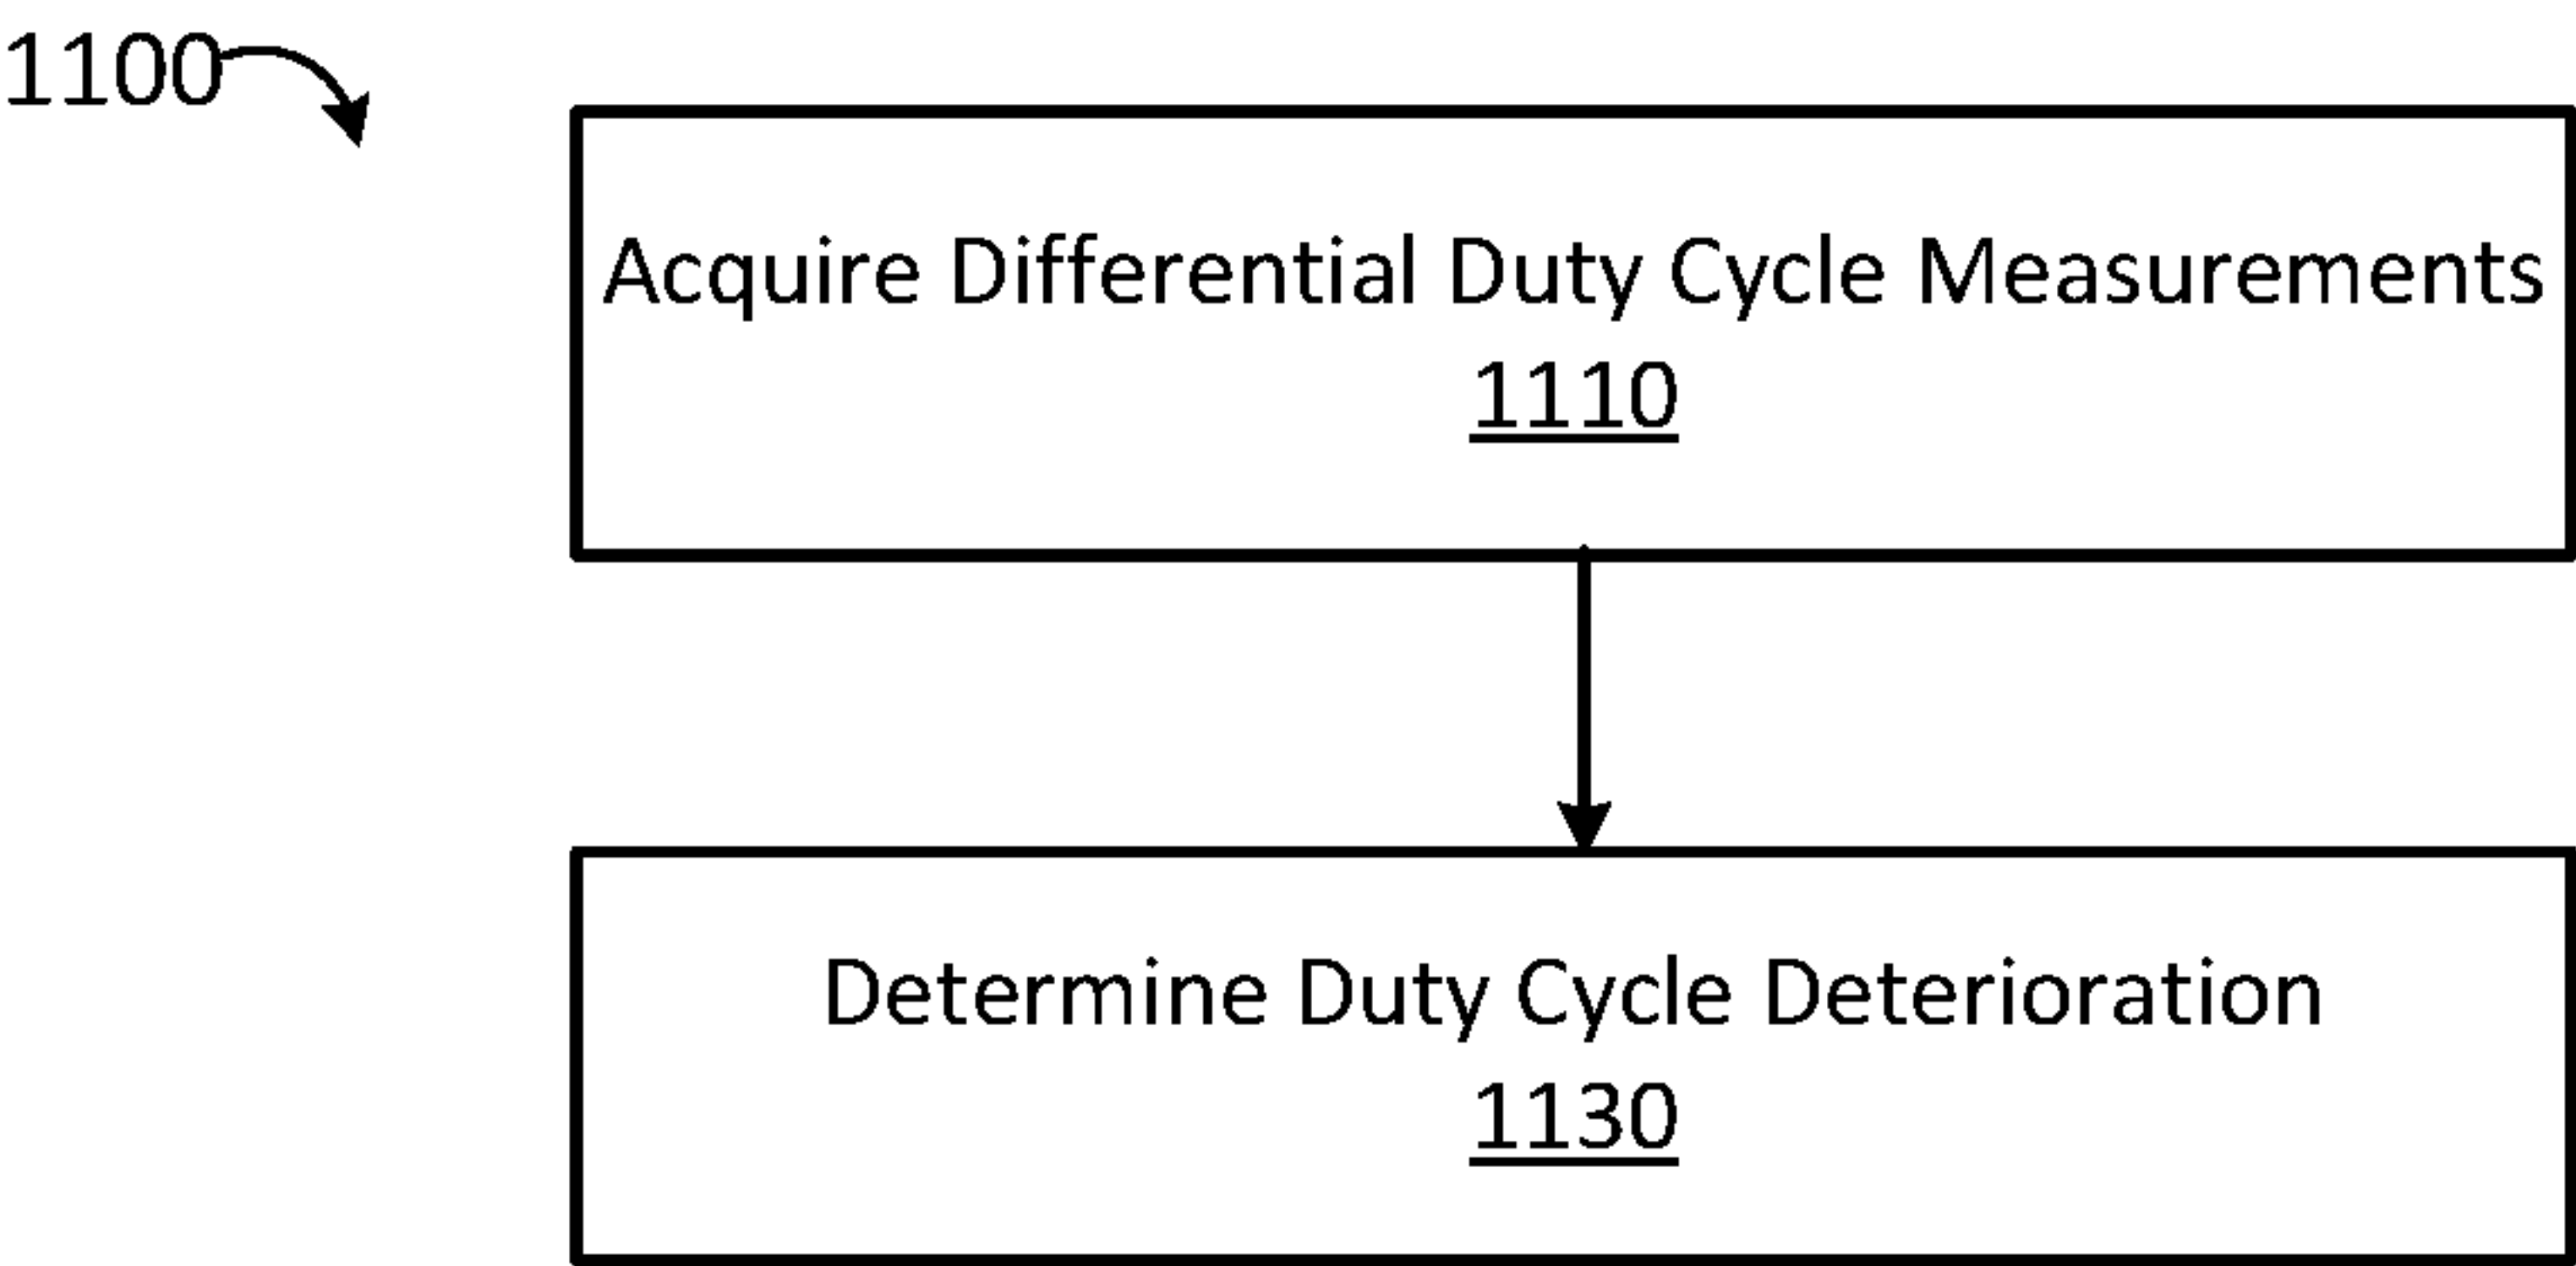 1100
Acquire Differential Duty Cycle Measurements
1110
Determine Duty Cycle Deterioration
1130